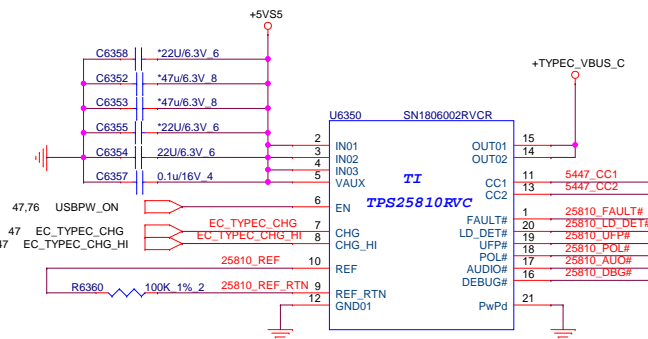 +5VS5
C6358 *22U/6.3V_6
C6352 *47u/6.3V_8
C6353 *47u/6.3V_8
C6355 *22U/6.3V_6
C6354 22U/6.3V_6
C6357 0.1u/16V_4
+TYPEC_VBUS_C
U6350 SN1806002RVCR
2 IN01 OUT01 15
3 IN02 OUT02 14
4 IN03
5 VAUX CC1 11 5447_CC1
TI
CC2 13 5447_CC2
TPS25810RVC
47,76 USBPW_ON 6 EN
FAULT# 1 25810_FAULT#
47 EC_TYPEC_CHG EC_TYPEC_CHG 7 CHG LD_DET# 20 25810_LD_DET#
47 EC_TYPEC_CHG_HI EC_TYPEC_CHG_HI 8 CHG_HI UFP# 19 25810_UFP#
POL# 18 25810_POL#
25810_REF 10 REF AUDIO# 17 25810_AUO#
DEBUG# 16 25810_DBG#
R6360 100K_1%_2 25810_REF_RTN 9 REF_RTN
12 GND01 PwPd 21